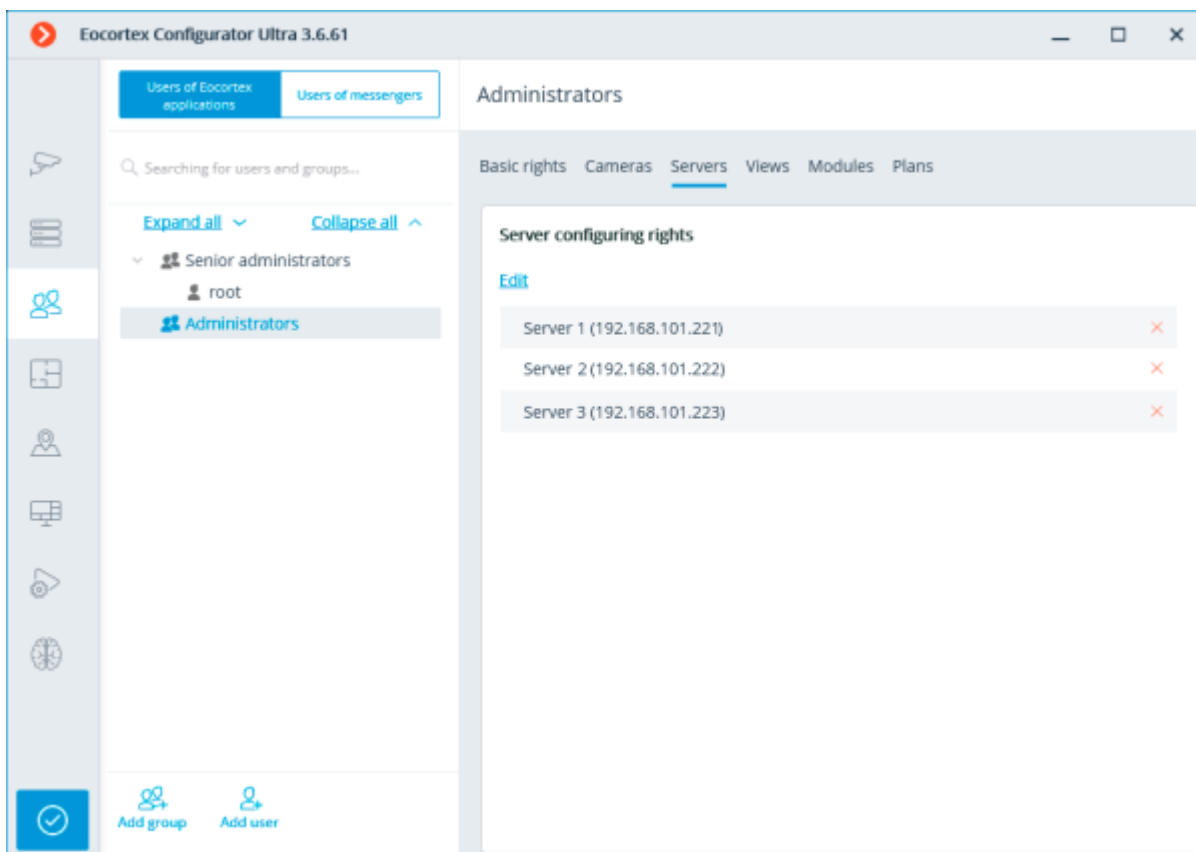 Eocortex Configurator Ultra 3.6.61
Users of Eocortex
applications
Users of messengers
Searching for users and groups...
Expand all
Collapse all
Senior administrators
root
Administrators
Add group
Add user
Administrators
Basic rights Cameras Servers Views Modules Plans
Server configuring rights
Edit
Server 1 (192.168.101.221)
Server 2 (192.168.101.222)
Server 3 (192.168.101.223)